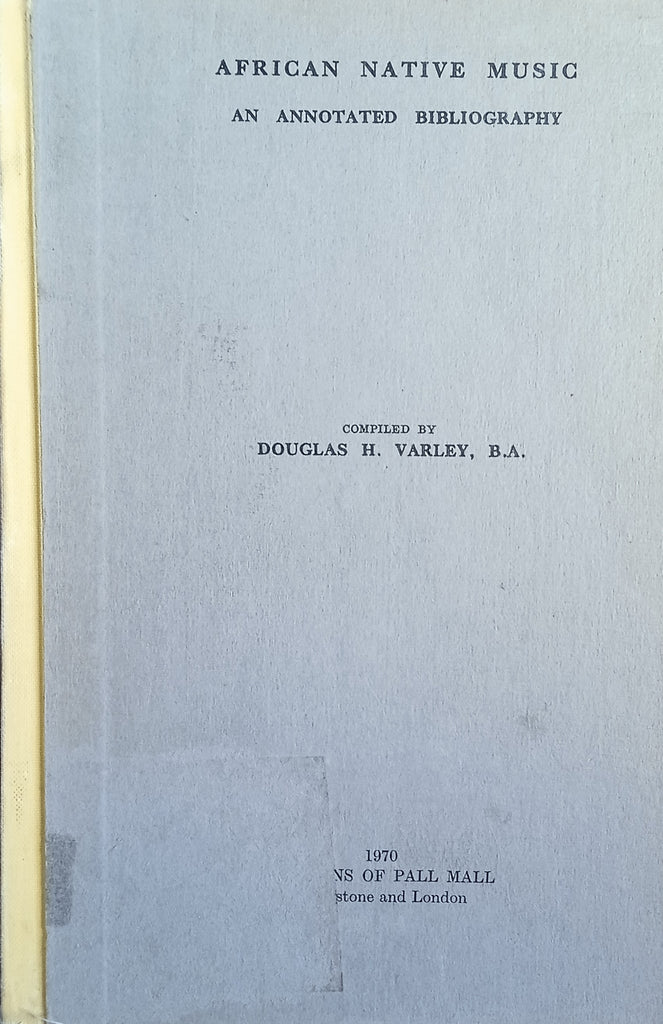 AFRICAN NATIVE MUSIC
AN ANNOTATED BIBLIOGRAPHY
COMPILED BY
DOUGLAS H. VARLEY, B.A.
1970
NS OF PALL MALL
stone and London